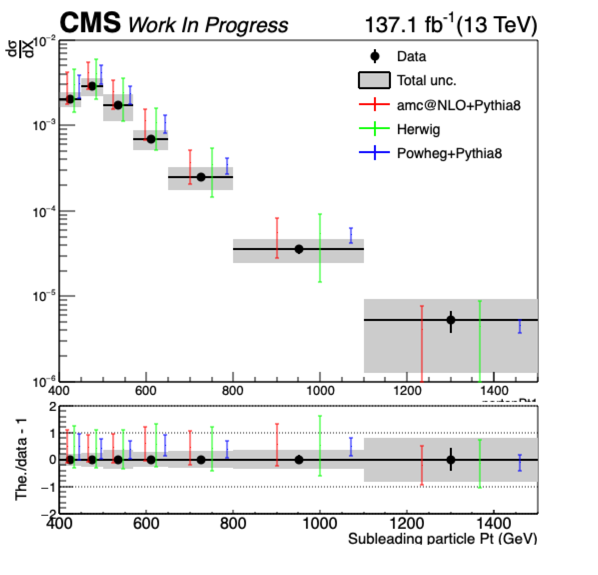 CMS Work In Progress 137.1 fb⁻¹(13 TeV)
dσ
dX
10⁻²
Data
Total unc.
amc@NLO+Pythia8
Herwig
Powheg+Pythia8
10⁻³
10⁻⁴
10⁻⁵
10⁻⁶
400 600 800 1000 1200 1400
The./data - 1
2
1
0
−1
−2
400 600 800 1000 1200 1400
Subleading particle Pt (GeV)